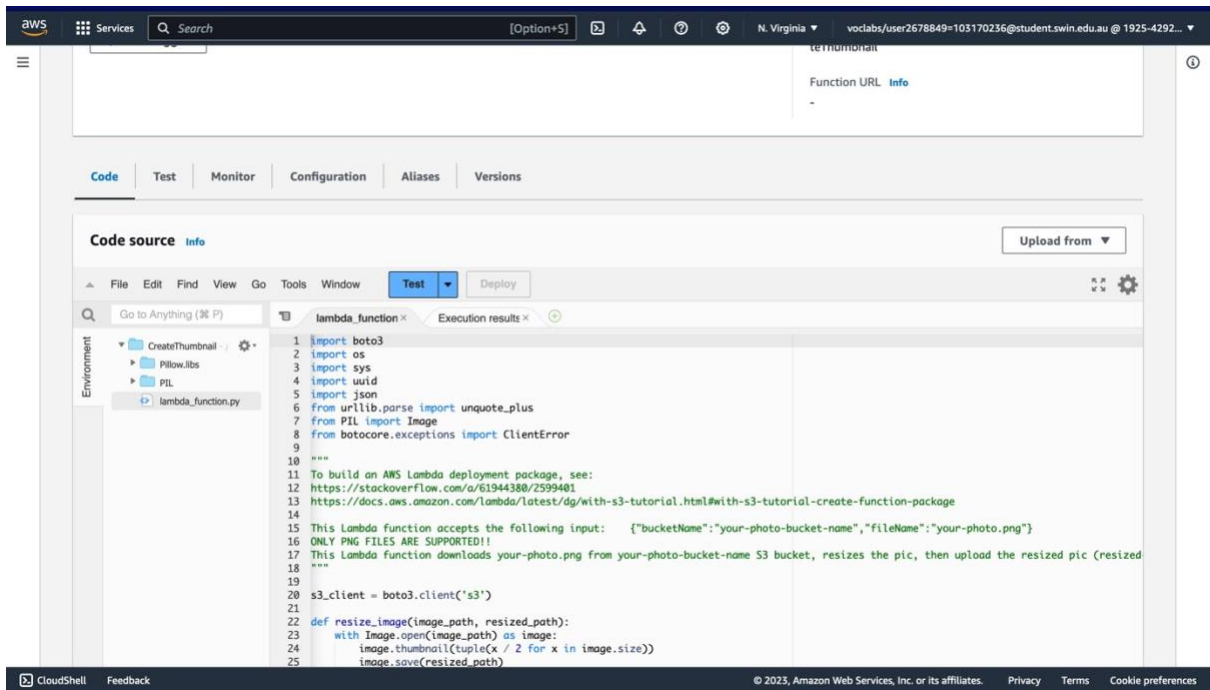 aws Services Search [Option+S] N. Virginia voclabs/user2678849=103170236@student.swin.edu.au @ 1925-4292...
teThumbnail
Function URL Info
-
Code Test Monitor Configuration Aliases Versions
Code source Info Upload from
File Edit Find View Go Tools Window Test Deploy
Go to Anything (⌘ P) lambda_function × Execution results ×
Environment
CreateThumbnail - /
Pillow.libs
PIL
lambda_function.py
1 import boto3
2 import os
3 import sys
4 import uuid
5 import json
6 from urllib.parse import unquote_plus
7 from PIL import Image
8 from botocore.exceptions import ClientError
9
10 """
11 To build an AWS Lambda deployment package, see:
12 https://stackoverflow.com/a/61944380/2599401
13 https://docs.aws.amazon.com/lambda/latest/dg/with-s3-tutorial.html#with-s3-tutorial-create-function-package
14
15 This Lambda function accepts the following input: {"bucketName":"your-photo-bucket-name","fileName":"your-photo.png"}
16 ONLY PNG FILES ARE SUPPORTED!!
17 This Lambda function downloads your-photo.png from your-photo-bucket-name S3 bucket, resizes the pic, then upload the resized pic (resized-
18 """
19
20 s3_client = boto3.client('s3')
21
22 def resize_image(image_path, resized_path):
23 with Image.open(image_path) as image:
24 image.thumbnail(tuple(x / 2 for x in image.size))
25 image.save(resized_path)
CloudShell Feedback © 2023, Amazon Web Services, Inc. or its affiliates. Privacy Terms Cookie preferences